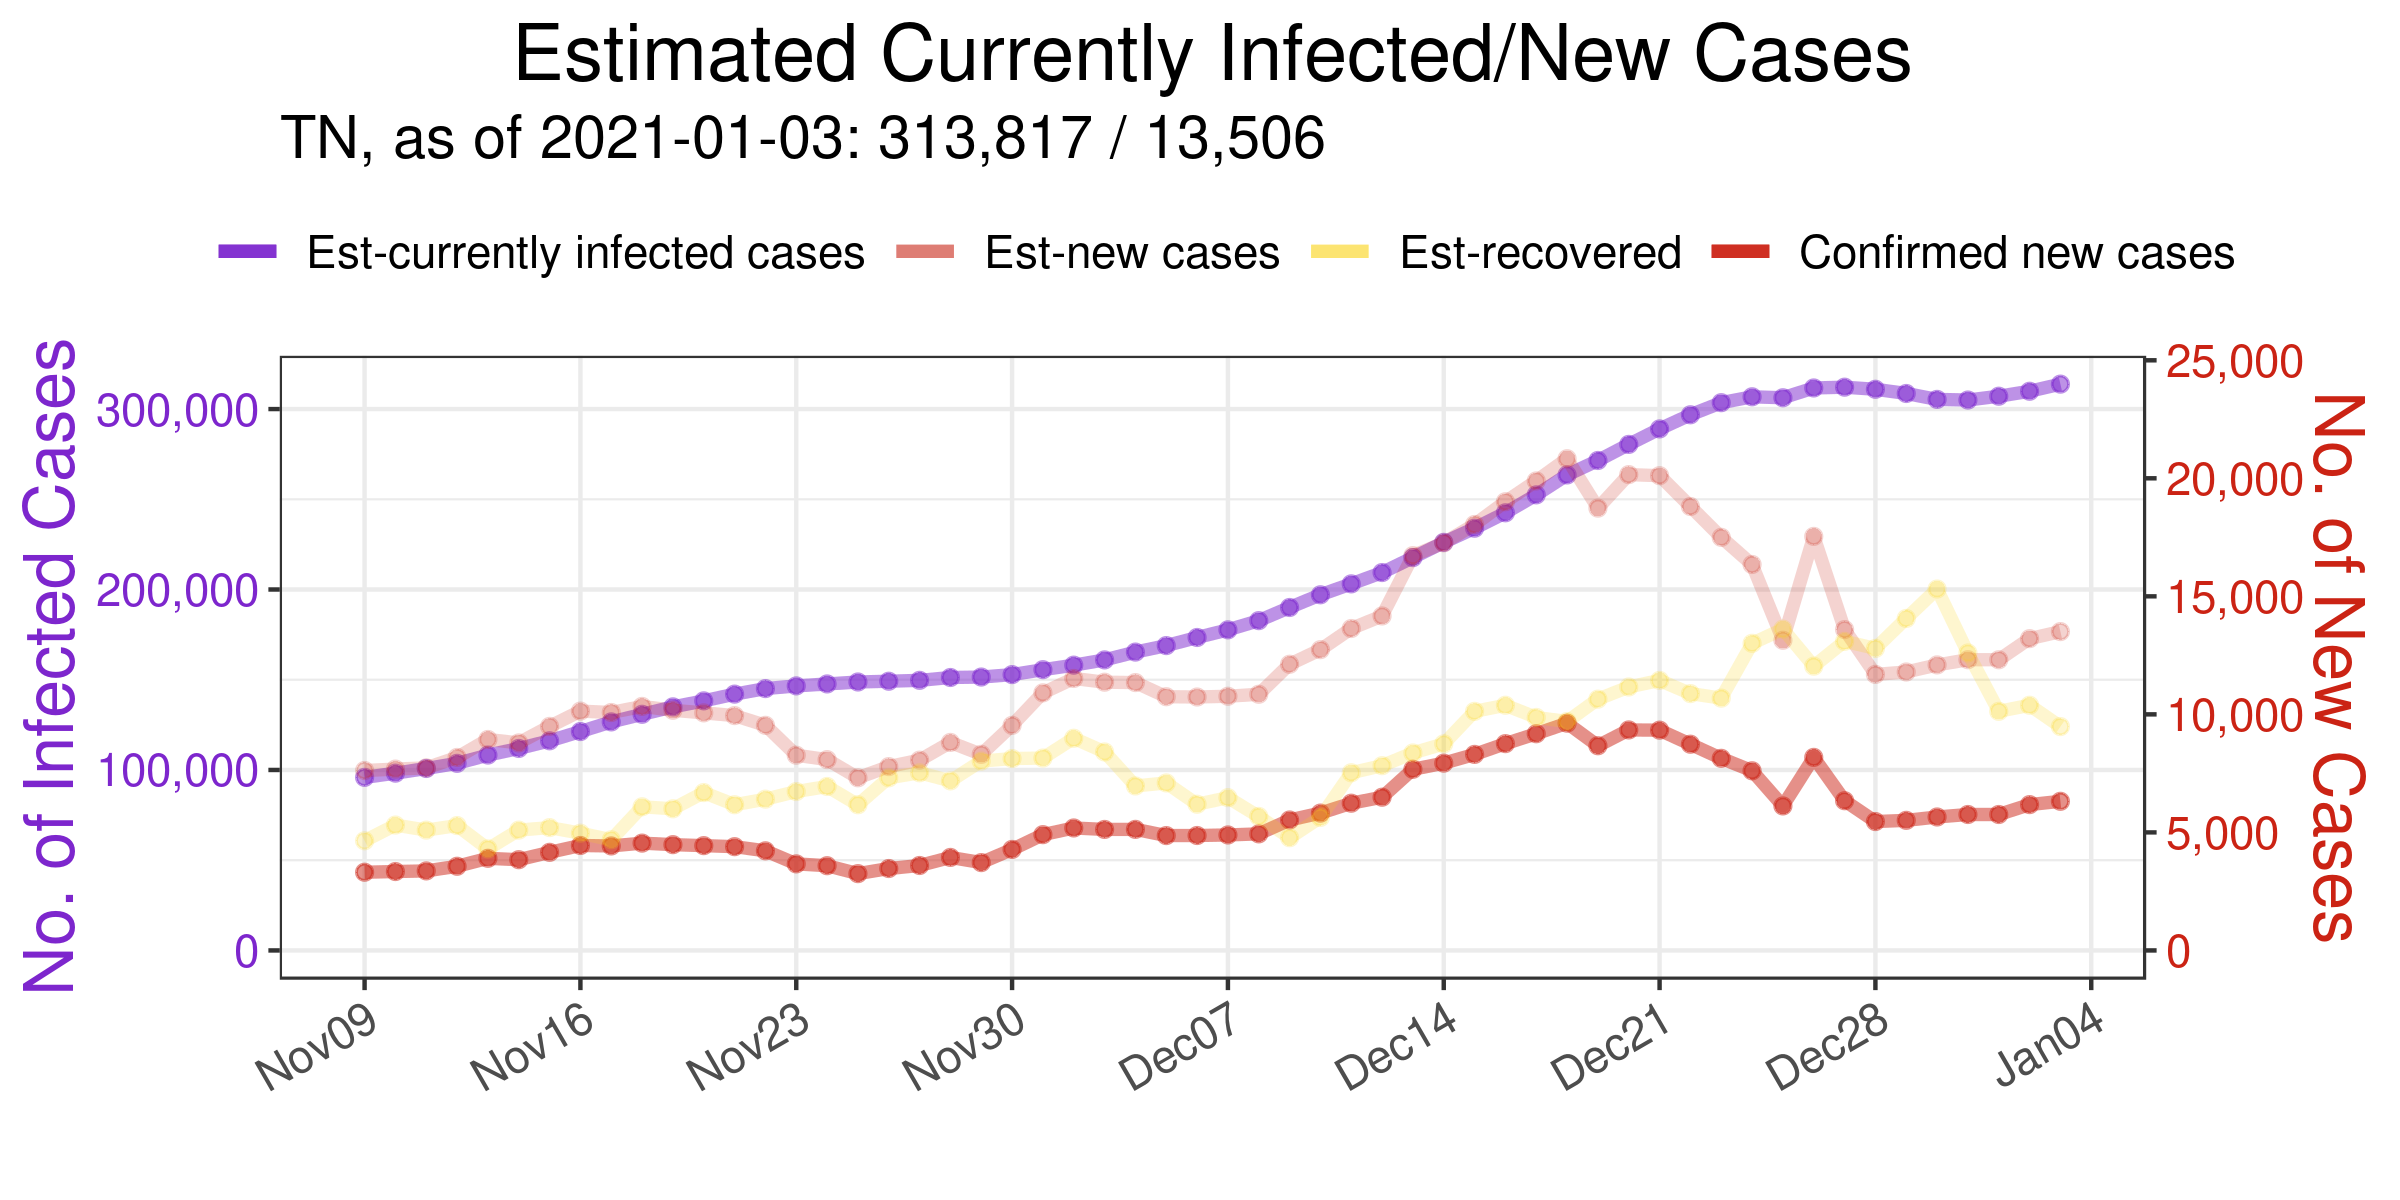 Estimated Currently Infected/New Cases
TN, as of 2021-01-03: 313,817 / 13,506
Est-currently infected cases Est-new cases Est-recovered Confirmed new cases
No. of Infected Cases
300,000
200,000
100,000
0
25,000
20,000
15,000
10,000
5,000
0
No. of New Cases
Nov09 Nov16 Nov23 Nov30 Dec07 Dec14 Dec21 Dec28 Jan04